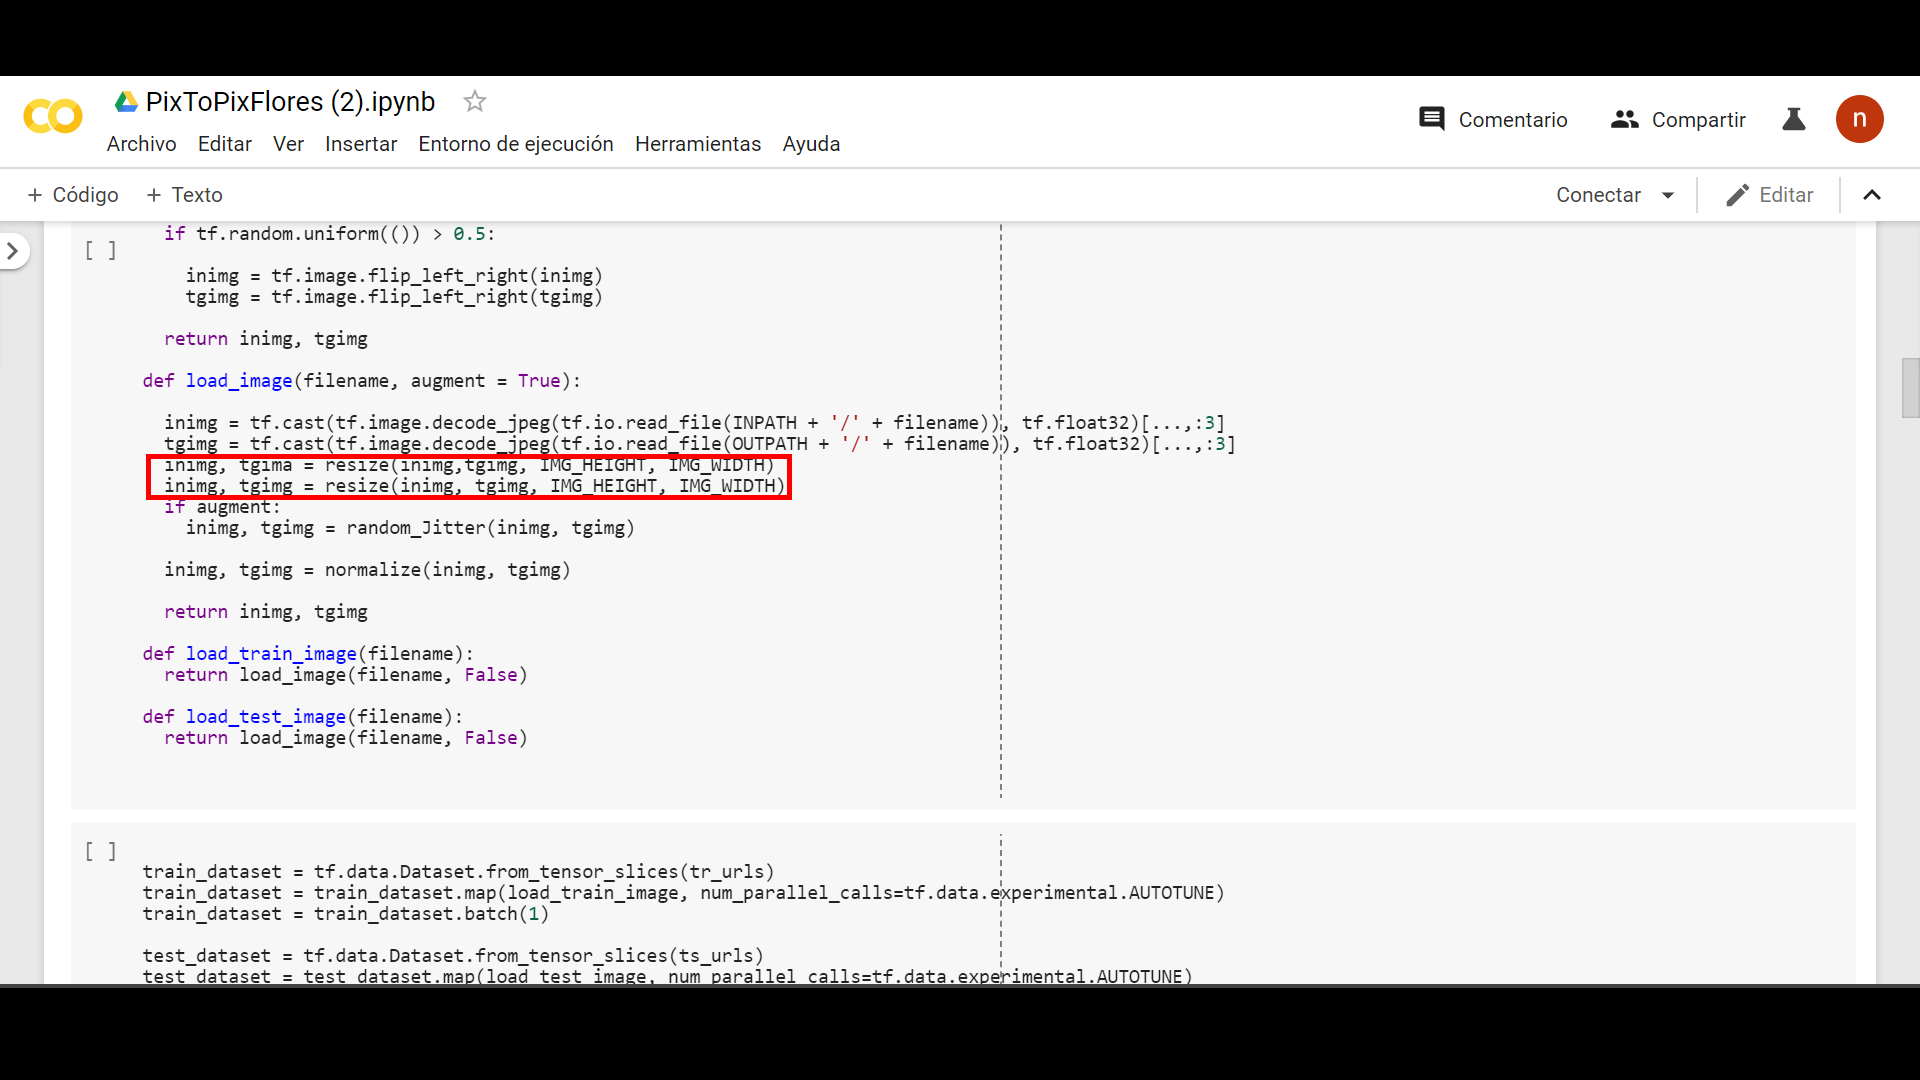 PixToPixFlores (2).ipynb
Comentario
Compartir
n
Archivo Editar Ver Insertar Entorno de ejecución Herramientas Ayuda
+ Código + Texto
Conectar
Editar
[ ]
if tf.random.uniform(()) > 0.5:
inimg = tf.image.flip_left_right(inimg)
tgimg = tf.image.flip_left_right(tgimg)
return inimg, tgimg
def load_image(filename, augment = True):
inimg = tf.cast(tf.image.decode_jpeg(tf.io.read_file(INPATH + '/' + filename)), tf.float32)[...,:3]
tgimg = tf.cast(tf.image.decode_jpeg(tf.io.read_file(OUTPATH + '/' + filename)), tf.float32)[...,:3]
inimg, tgima = resize(inimg,tgimg, IMG_HEIGHT, IMG_WIDTH)
inimg, tgimg = resize(inimg, tgimg, IMG_HEIGHT, IMG_WIDTH)
if augment:
inimg, tgimg = random_Jitter(inimg, tgimg)
inimg, tgimg = normalize(inimg, tgimg)
return inimg, tgimg
def load_train_image(filename):
return load_image(filename, False)
def load_test_image(filename):
return load_image(filename, False)
[ ]
train_dataset = tf.data.Dataset.from_tensor_slices(tr_urls)
train_dataset = train_dataset.map(load_train_image, num_parallel_calls=tf.data.experimental.AUTOTUNE)
train_dataset = train_dataset.batch(1)
test_dataset = tf.data.Dataset.from_tensor_slices(ts_urls)
test_dataset = test_dataset.map(load_test_image, num_parallel_calls=tf.data.experimental.AUTOTUNE)